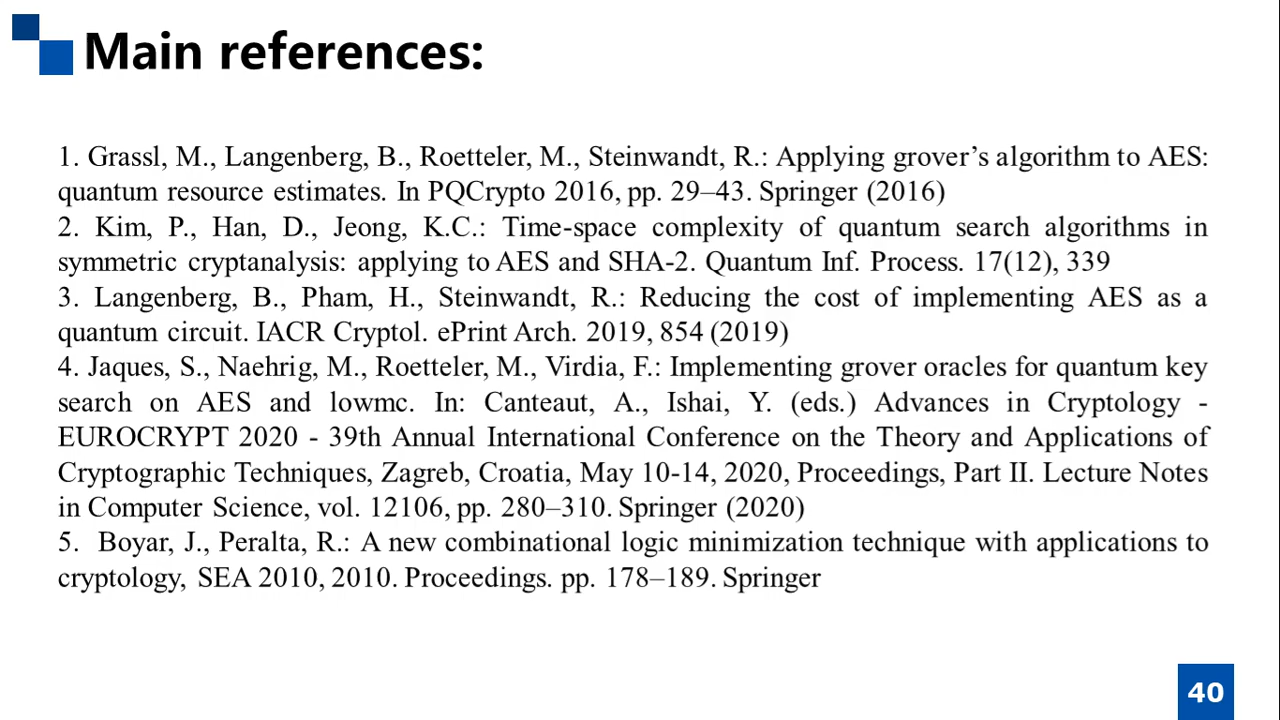 Main references:
1. Grassl, M., Langenberg, B., Roetteler, M., Steinwandt, R.: Applying grover’s algorithm to AES:
quantum resource estimates. In PQCrypto 2016, pp. 29–43. Springer (2016)
2. Kim, P., Han, D., Jeong, K.C.: Time-space complexity of quantum search algorithms in
symmetric cryptanalysis: applying to AES and SHA-2. Quantum Inf. Process. 17(12), 339
3. Langenberg, B., Pham, H., Steinwandt, R.: Reducing the cost of implementing AES as a
quantum circuit. IACR Cryptol. ePrint Arch. 2019, 854 (2019)
4. Jaques, S., Naehrig, M., Roetteler, M., Virdia, F.: Implementing grover oracles for quantum key
search on AES and lowmc. In: Canteaut, A., Ishai, Y. (eds.) Advances in Cryptology -
EUROCRYPT 2020 - 39th Annual International Conference on the Theory and Applications of
Cryptographic Techniques, Zagreb, Croatia, May 10-14, 2020, Proceedings, Part II. Lecture Notes
in Computer Science, vol. 12106, pp. 280–310. Springer (2020)
5. Boyar, J., Peralta, R.: A new combinational logic minimization technique with applications to
cryptology, SEA 2010, 2010. Proceedings. pp. 178–189. Springer
40